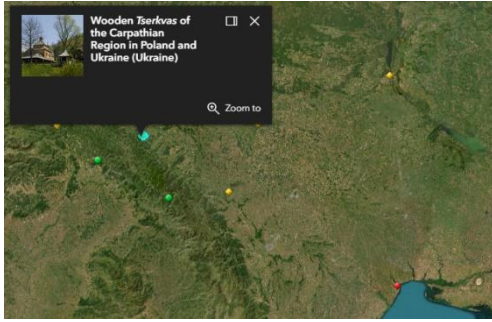 Wooden Tserkvas of
the Carpathian
Region in Poland and
Ukraine (Ukraine)
Zoom to